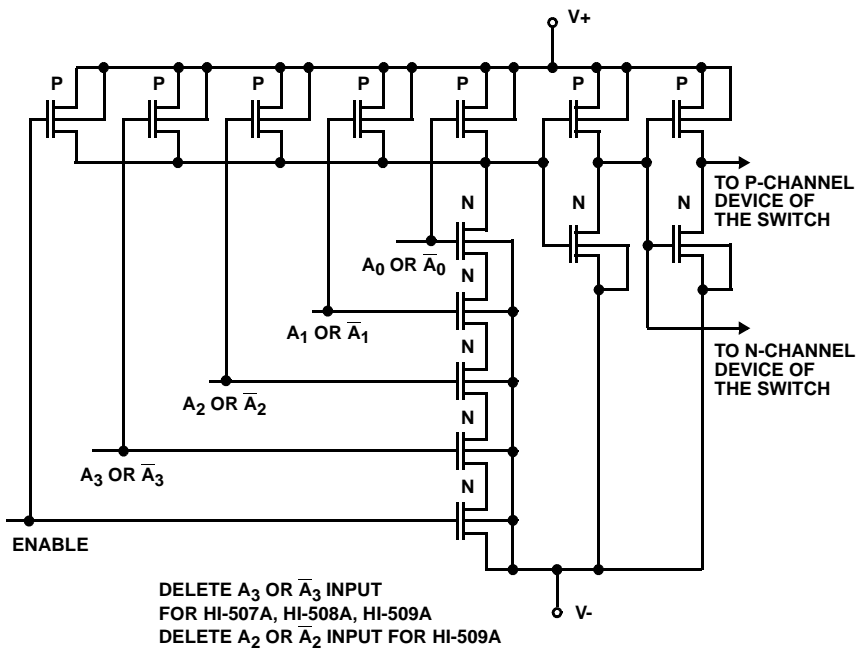 V+
P P P P P P P
TO P-CHANNEL
DEVICE OF
THE SWITCH
N N N
A0 OR A̅0
N
A1 OR A̅1
TO N-CHANNEL
DEVICE OF
THE SWITCH
N
A2 OR A̅2
N
A3 OR A̅3
N
ENABLE
DELETE A3 OR A̅3 INPUT
FOR HI-507A, HI-508A, HI-509A
DELETE A2 OR A̅2 INPUT FOR HI-509A
V-